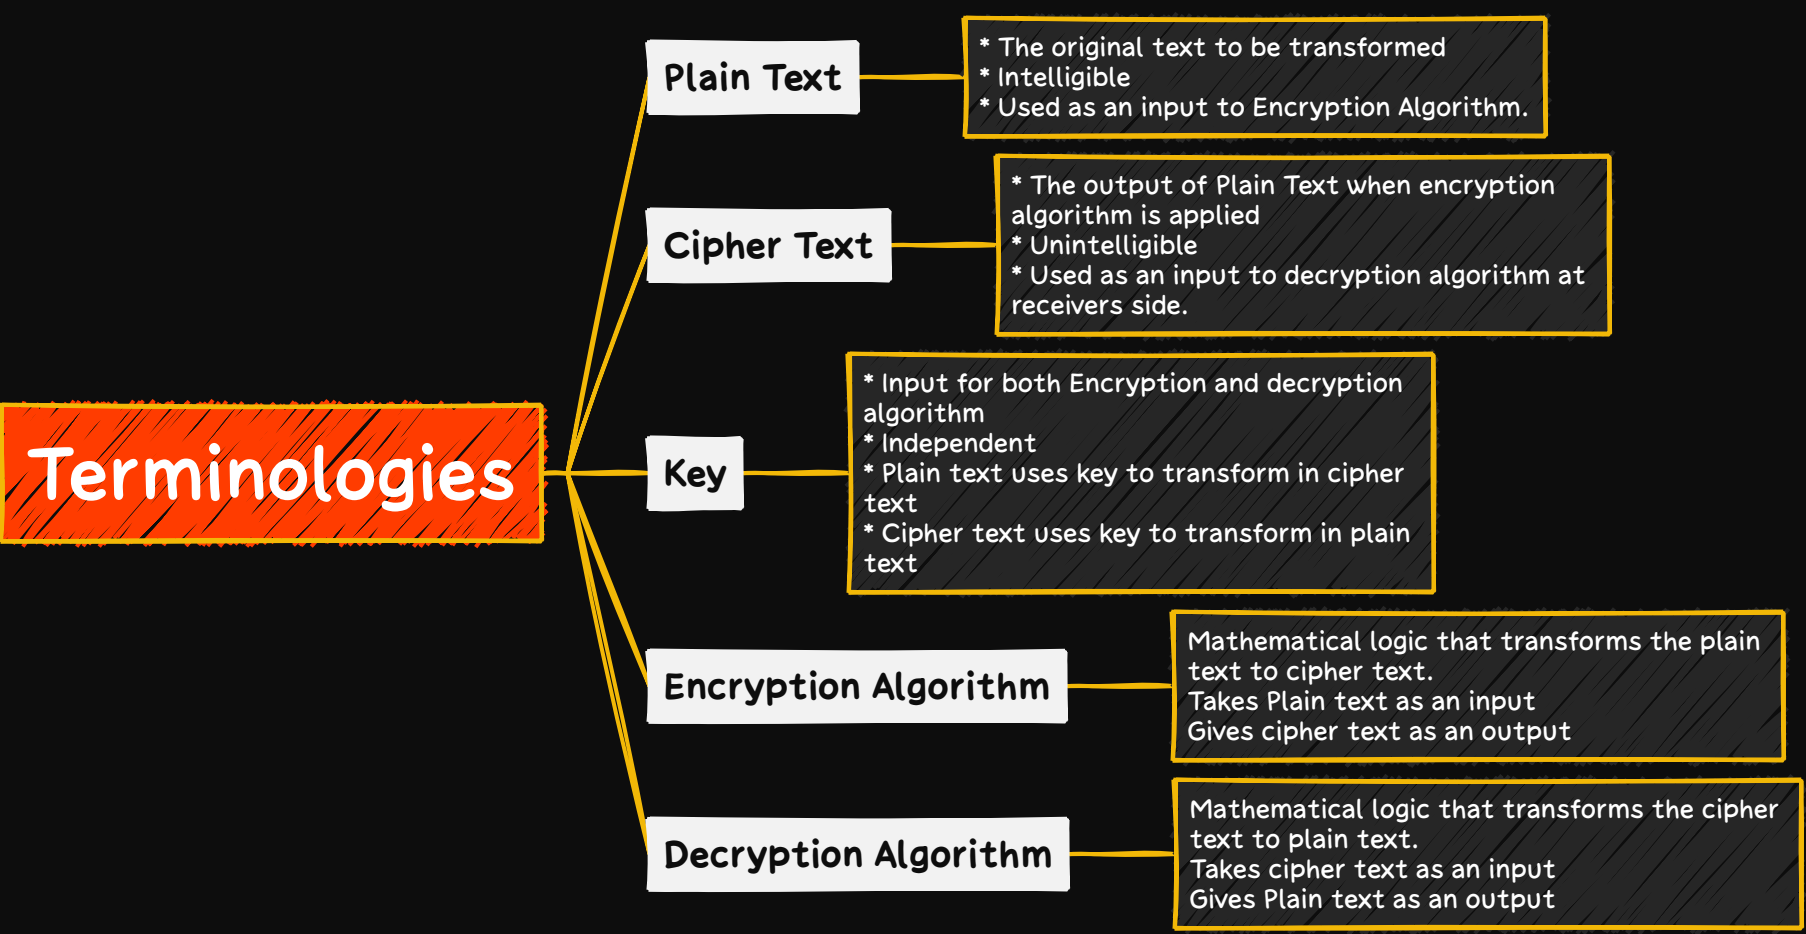 Terminologies
Plain Text
* The original text to be transformed
* Intelligible
* Used as an input to Encryption Algorithm.
Cipher Text
* The output of Plain Text when encryption
algorithm is applied
* Unintelligible
* Used as an input to decryption algorithm at
receivers side.
Key
* Input for both Encryption and decryption
algorithm
* Independent
* Plain text uses key to transform in cipher
text
* Cipher text uses key to transform in plain
text
Encryption Algorithm
Mathematical logic that transforms the plain
text to cipher text.
Takes Plain text as an input
Gives cipher text as an output
Decryption Algorithm
Mathematical logic that transforms the cipher
text to plain text.
Takes cipher text as an input
Gives Plain text as an output